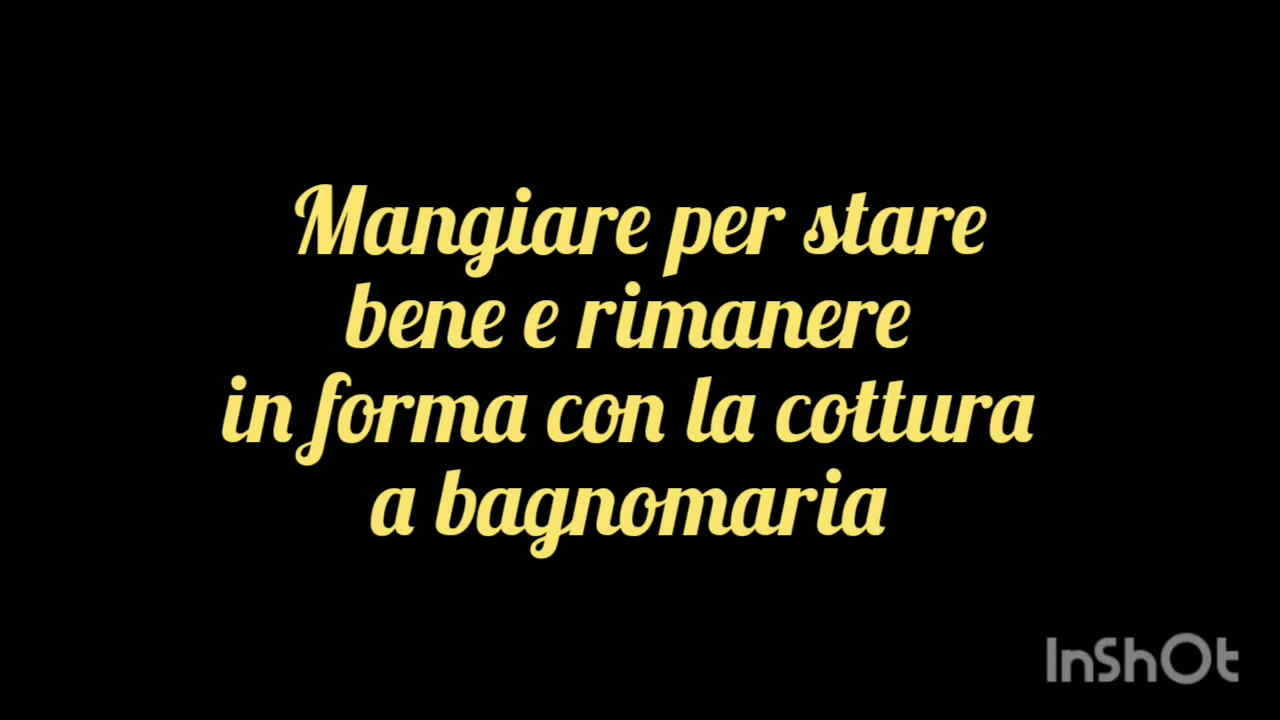 Mangiare per stare
bene e rimanere
in forma con la cottura
a bagnomaria
InShOt